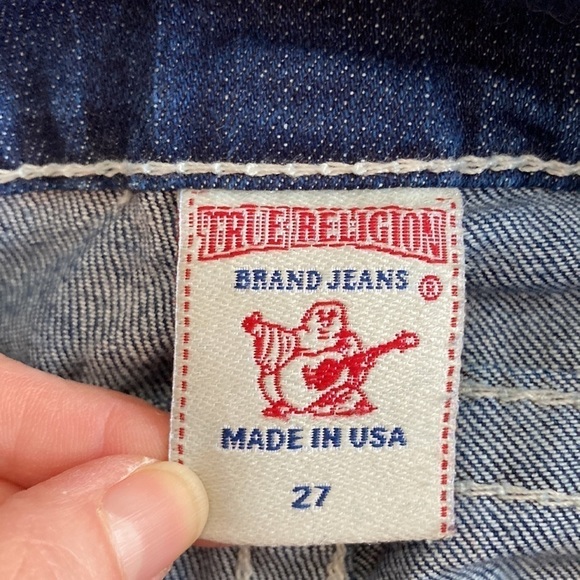 TRUE RELIGION
BRAND JEANS ®
MADE IN USA
27